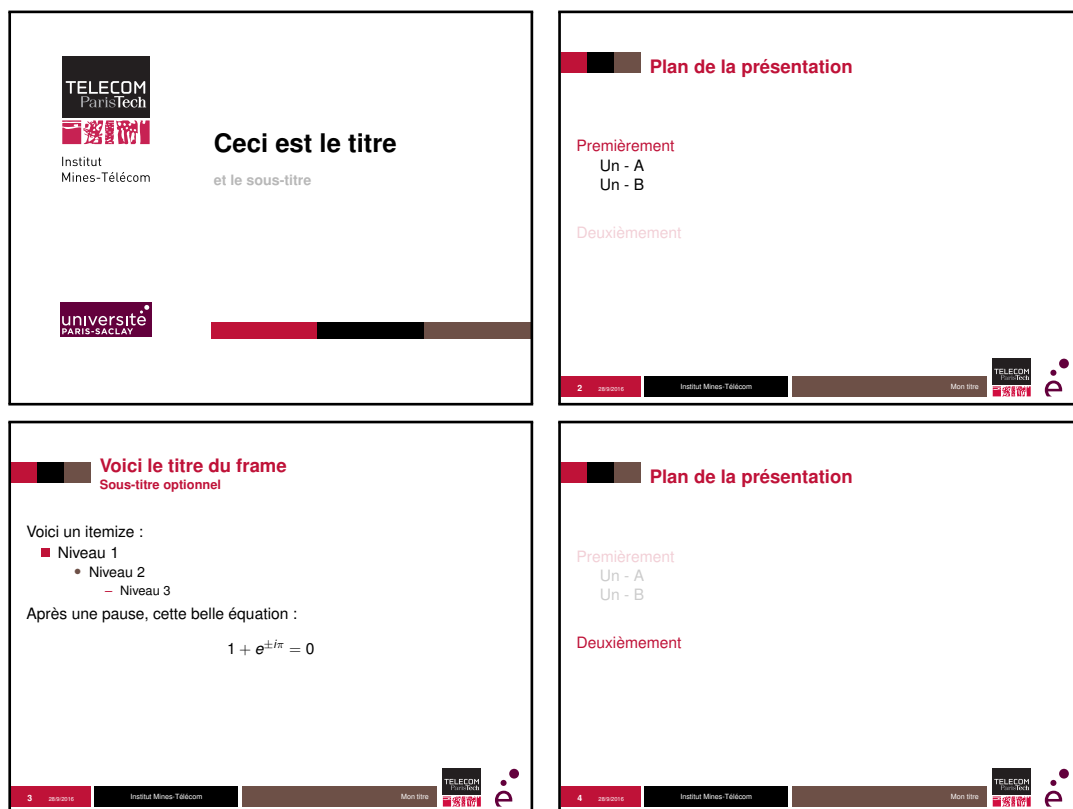 TELECOM
ParisTech
Institut
Mines-Télécom
Ceci est le titre
et le sous-titre
université
PARIS-SACLAY
Plan de la présentation
Premièrement
Un - A
Un - B
Deuxièmement
2 28/9/2016 Institut Mines-Télécom Mon titre
TELECOM
ParisTech
Voici le titre du frame
Sous-titre optionnel
Voici un itemize :
Niveau 1
• Niveau 2
– Niveau 3
Après une pause, cette belle équation :
1 + e^{±iπ} = 0
3 28/9/2016 Institut Mines-Télécom Mon titre
TELECOM
ParisTech
Plan de la présentation
Premièrement
Un - A
Un - B
Deuxièmement
4 28/9/2016 Institut Mines-Télécom Mon titre
TELECOM
ParisTech